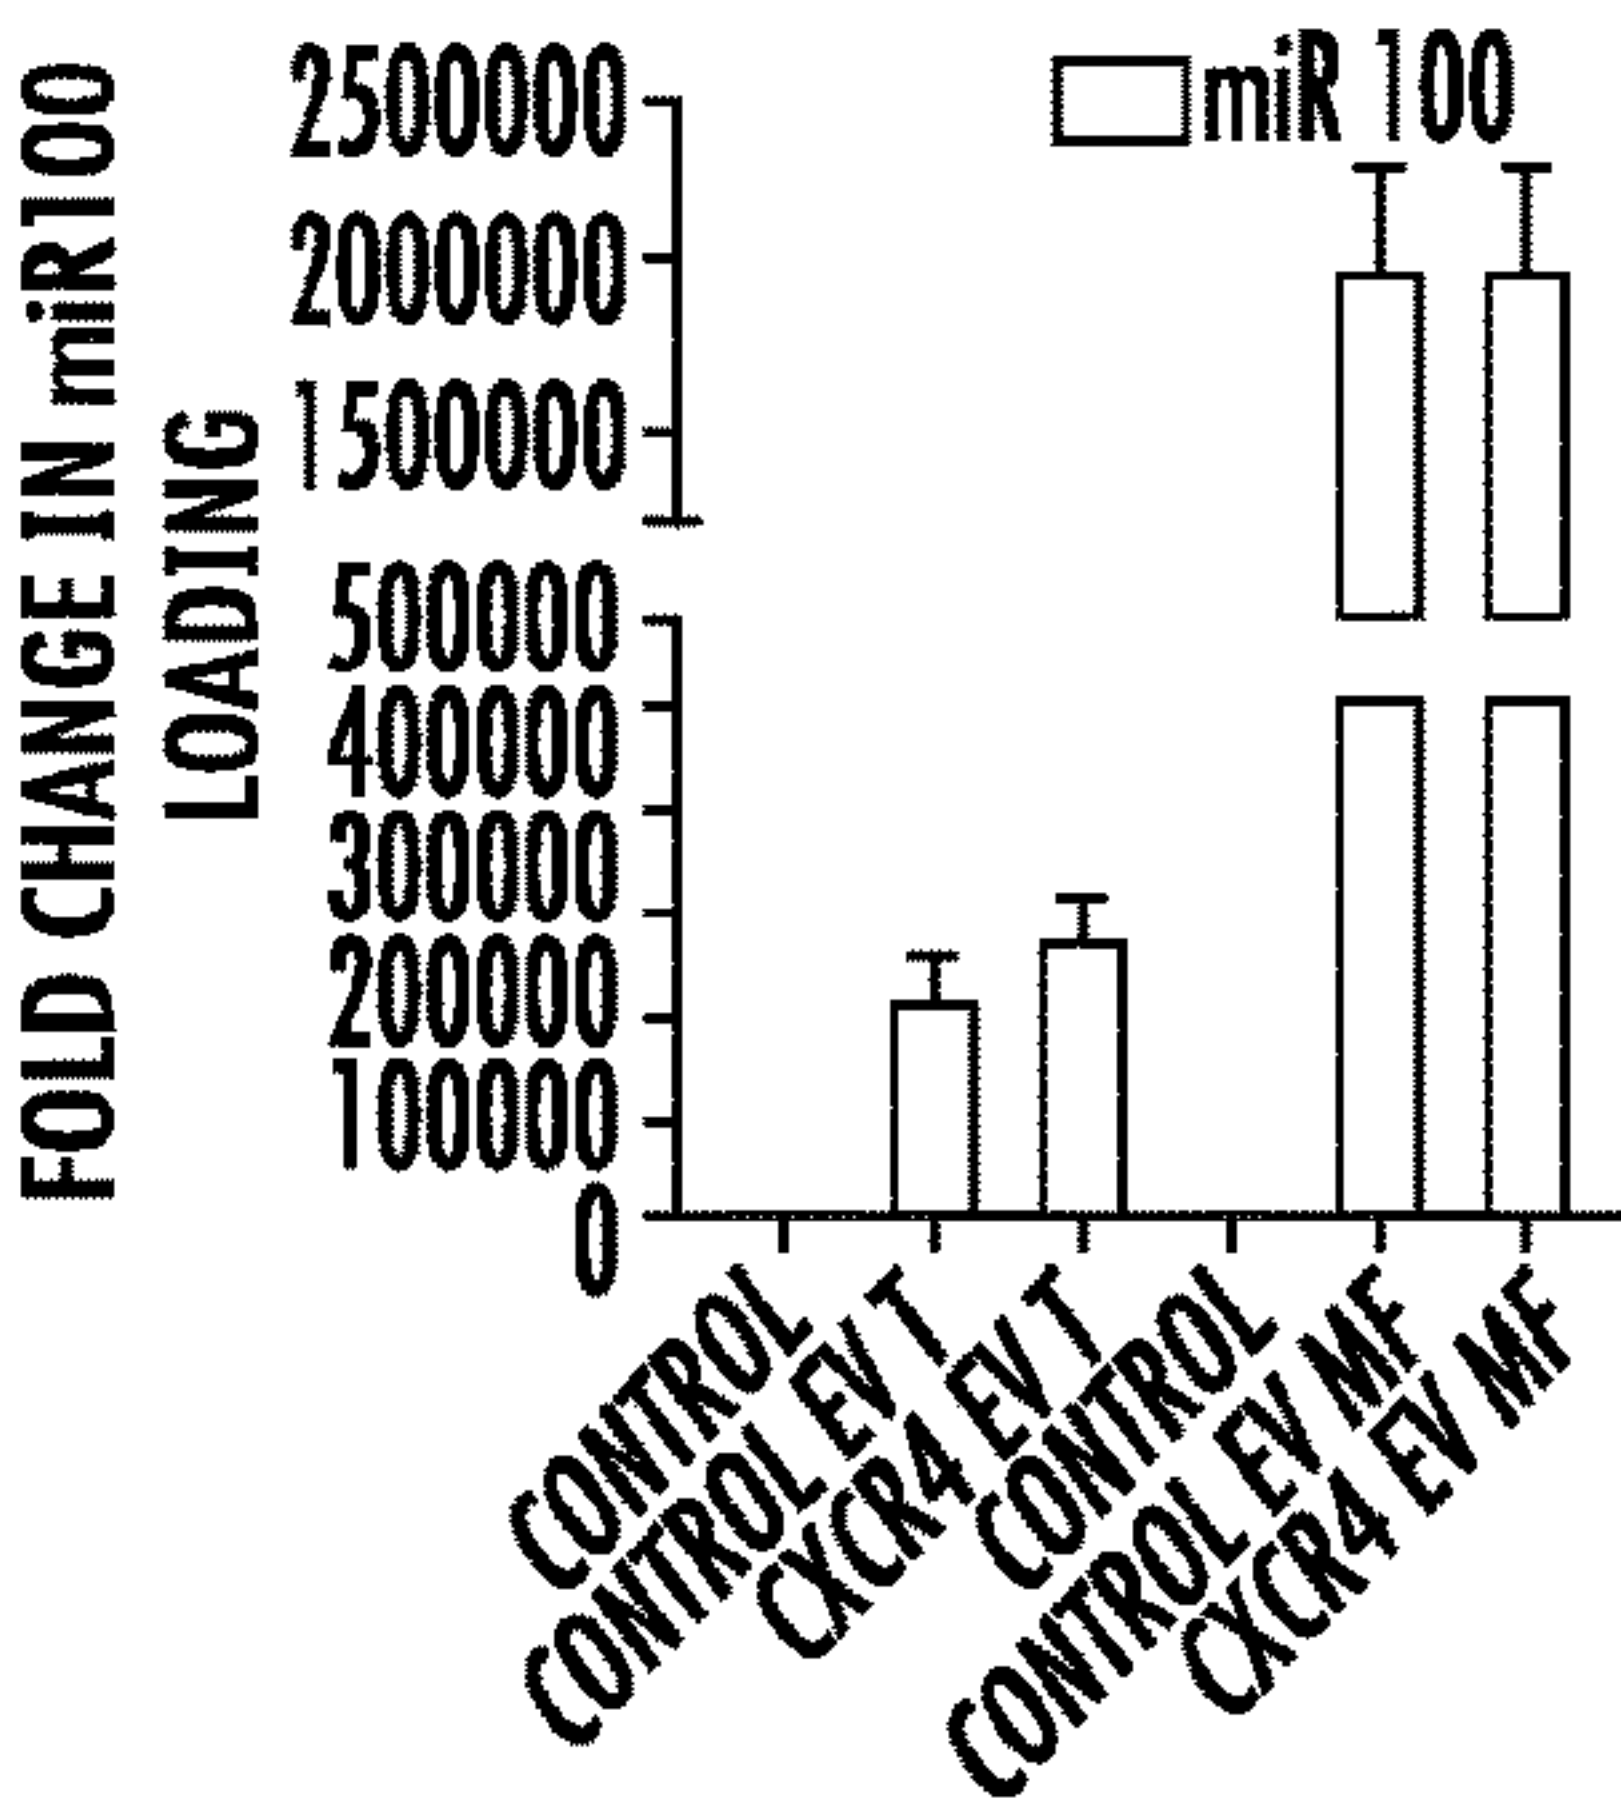 FOLD CHANGE IN miR100
LOADING
2500000
2000000
1500000
500000
400000
300000
200000
100000
0
miR 100
CONTROL
CONTROL EV T
CXCR4 EV T
CONTROL
CONTROL EV MF
CXCR4 EV MF